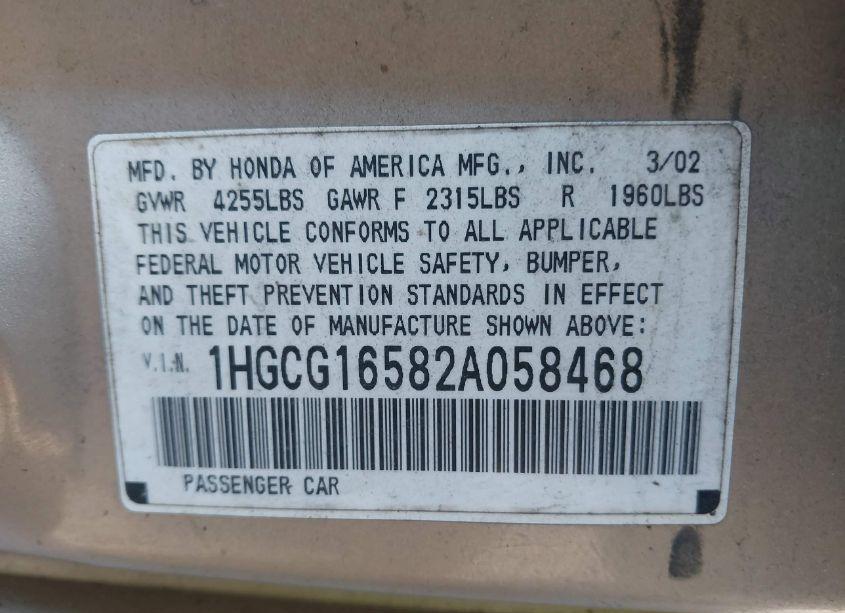 MFD. BY HONDA OF AMERICA MFG., INC. 3/02
GVWR 4255LBS GAWR F 2315LBS R 1960LBS
THIS VEHICLE CONFORMS TO ALL APPLICABLE
FEDERAL MOTOR VEHICLE SAFETY, BUMPER,
AND THEFT PREVENTION STANDARDS IN EFFECT
ON THE DATE OF MANUFACTURE SHOWN ABOVE:
V.I.N. 1HGCG16582A058468
PASSENGER CAR